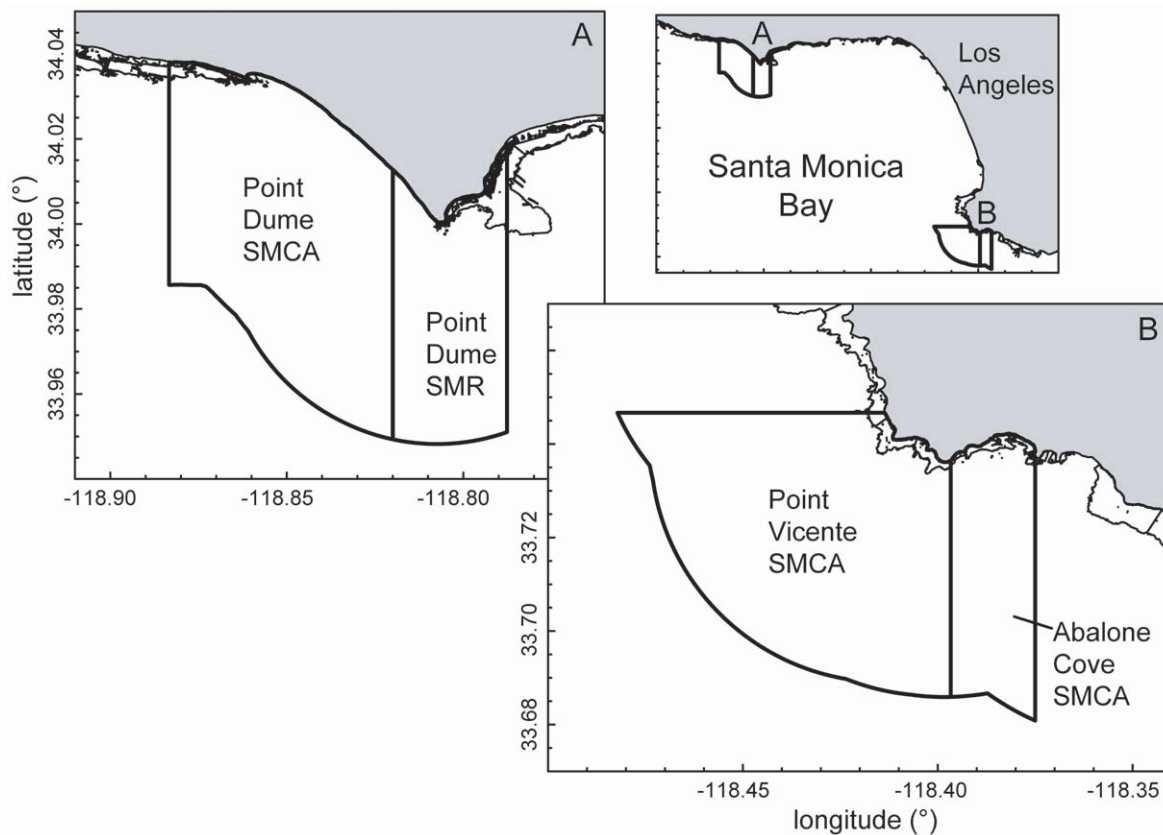 A
34.04
34.02
34.00
33.98
33.96
latitude (°)
Point
Dume
SMCA
Point
Dume
SMR
-118.90
-118.85
-118.80
A
Los
Angeles
Santa Monica
Bay
B
B
33.72
33.70
33.68
Point
Vicente
SMCA
Abalone
Cove
SMCA
-118.45
-118.40
-118.35
longitude (°)